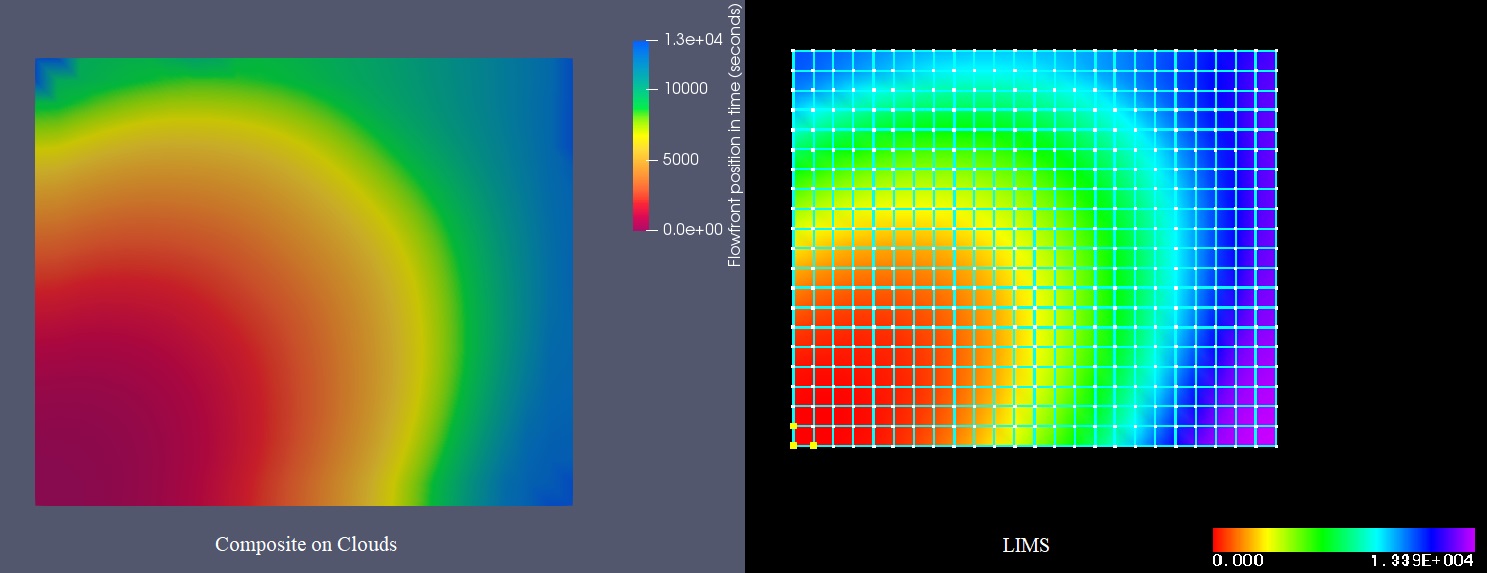 1.3e+04
10000
5000
0.0e+00
Flowfront position in time (seconds)
Composite on Clouds
LIMS
0.000 1.339E+004